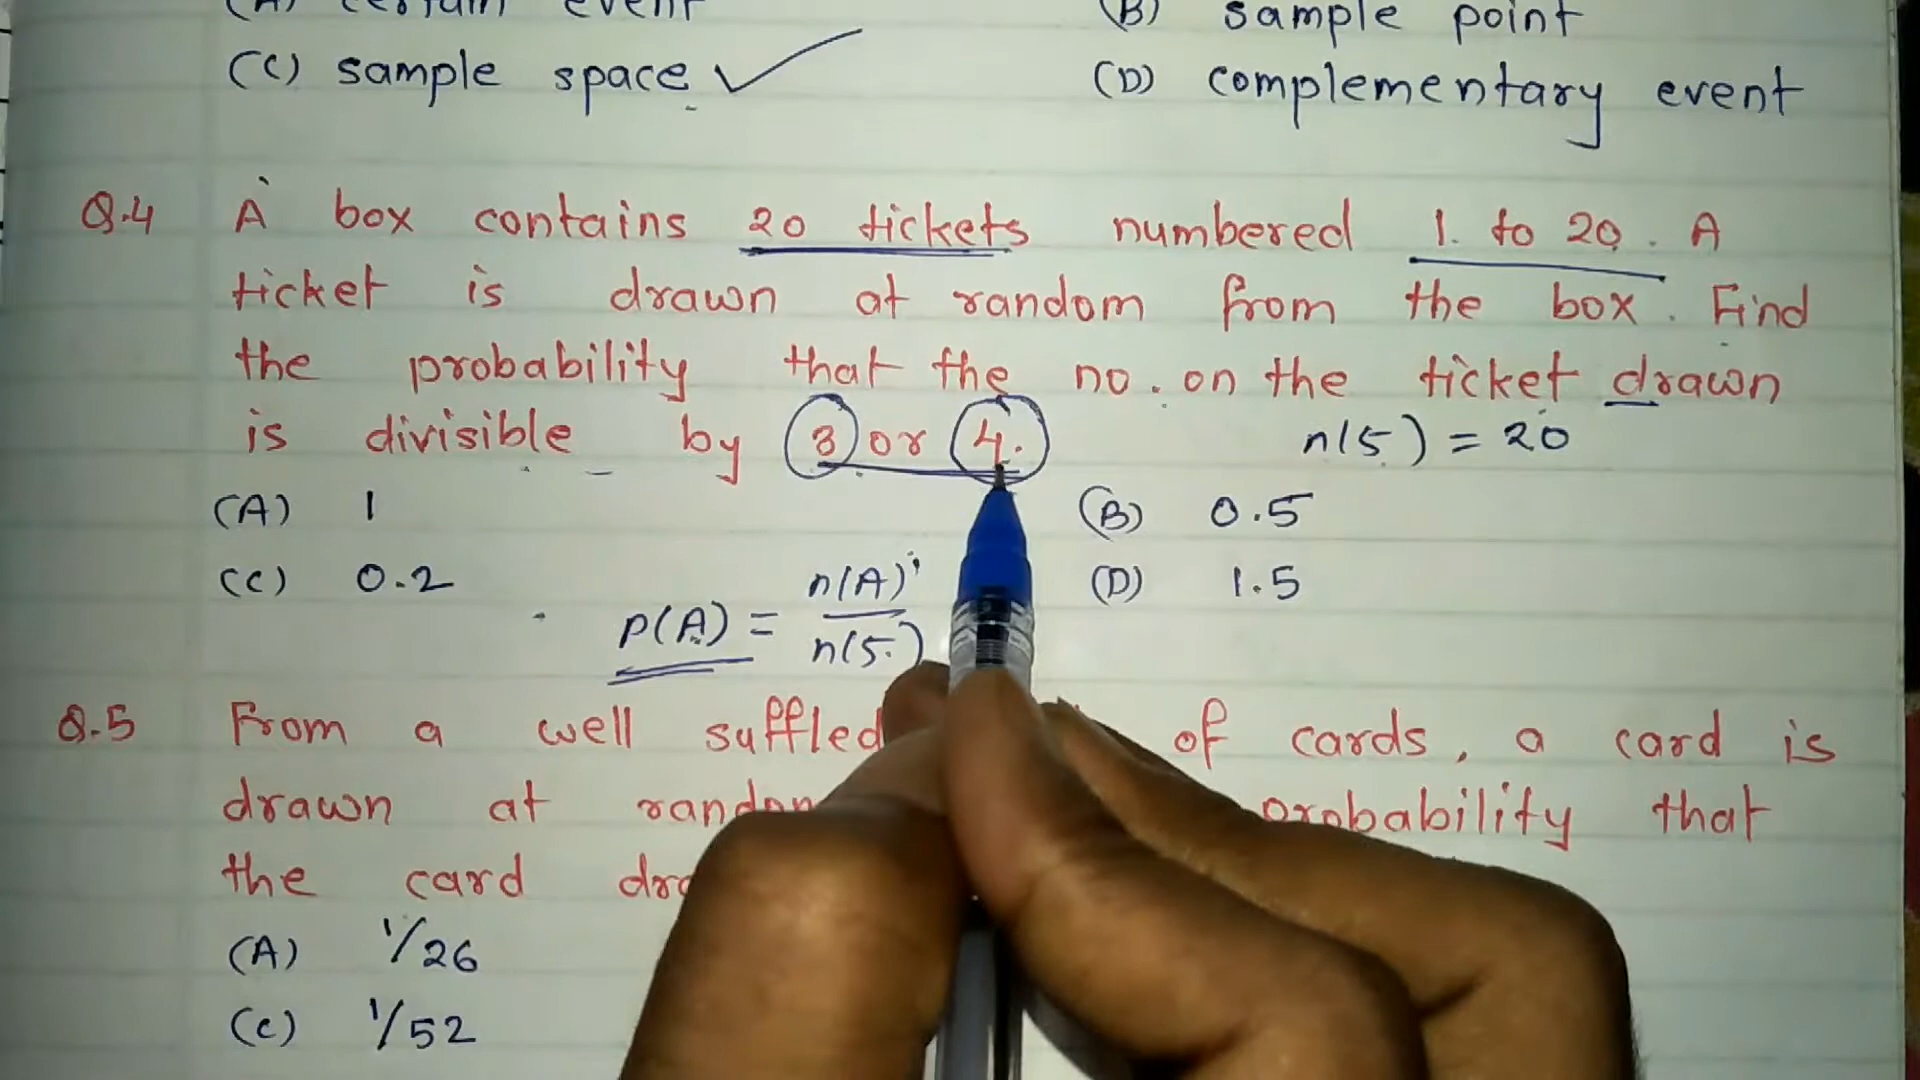 (A) certain event (B) sample point
(C) sample space ✓ (D) complementary event
Q.4 A box contains 20 tickets numbered 1 to 20. A
ticket is drawn at random from the box. Find
the probability that the no. on the ticket drawn
is divisible by 3 or 4. n(S) = 20
(A) 1 (B) 0.5
(C) 0.2 (D) 1.5
P(A) = n(A)
n(S)
Q.5 From a well suffled of cards, a card is
drawn at probability that
the card
(A) 1/26
(C) 1/52